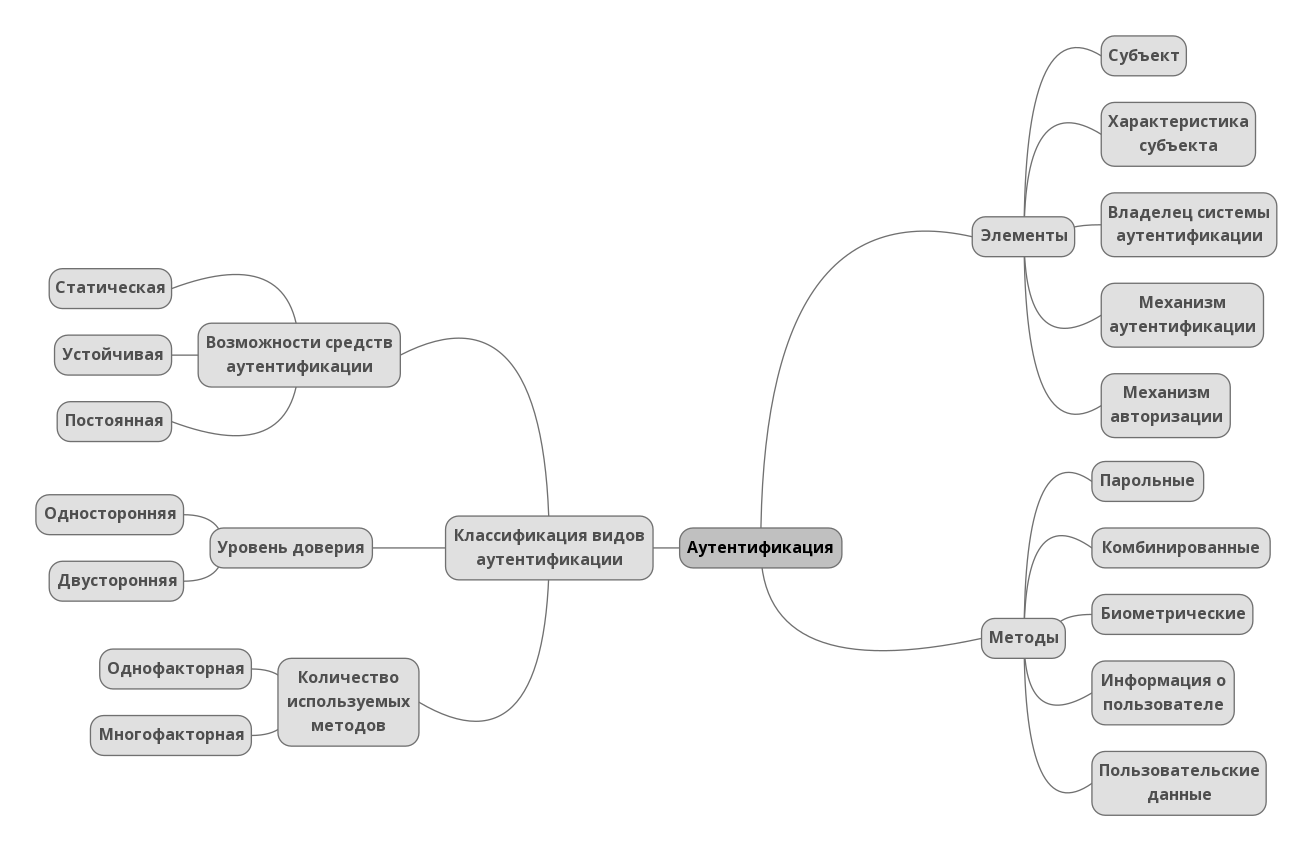 Аутентификация
Элементы
Субъект
Характеристика
субъекта
Владелец системы
аутентификации
Механизм
аутентификации
Механизм
авторизации
Методы
Парольные
Комбинированные
Биометрические
Информация о
пользователе
Пользовательские
данные
Классификация видов
аутентификации
Возможности средств
аутентификации
Статическая
Устойчивая
Постоянная
Уровень доверия
Односторонняя
Двусторонняя
Количество
используемых
методов
Однофакторная
Многофакторная